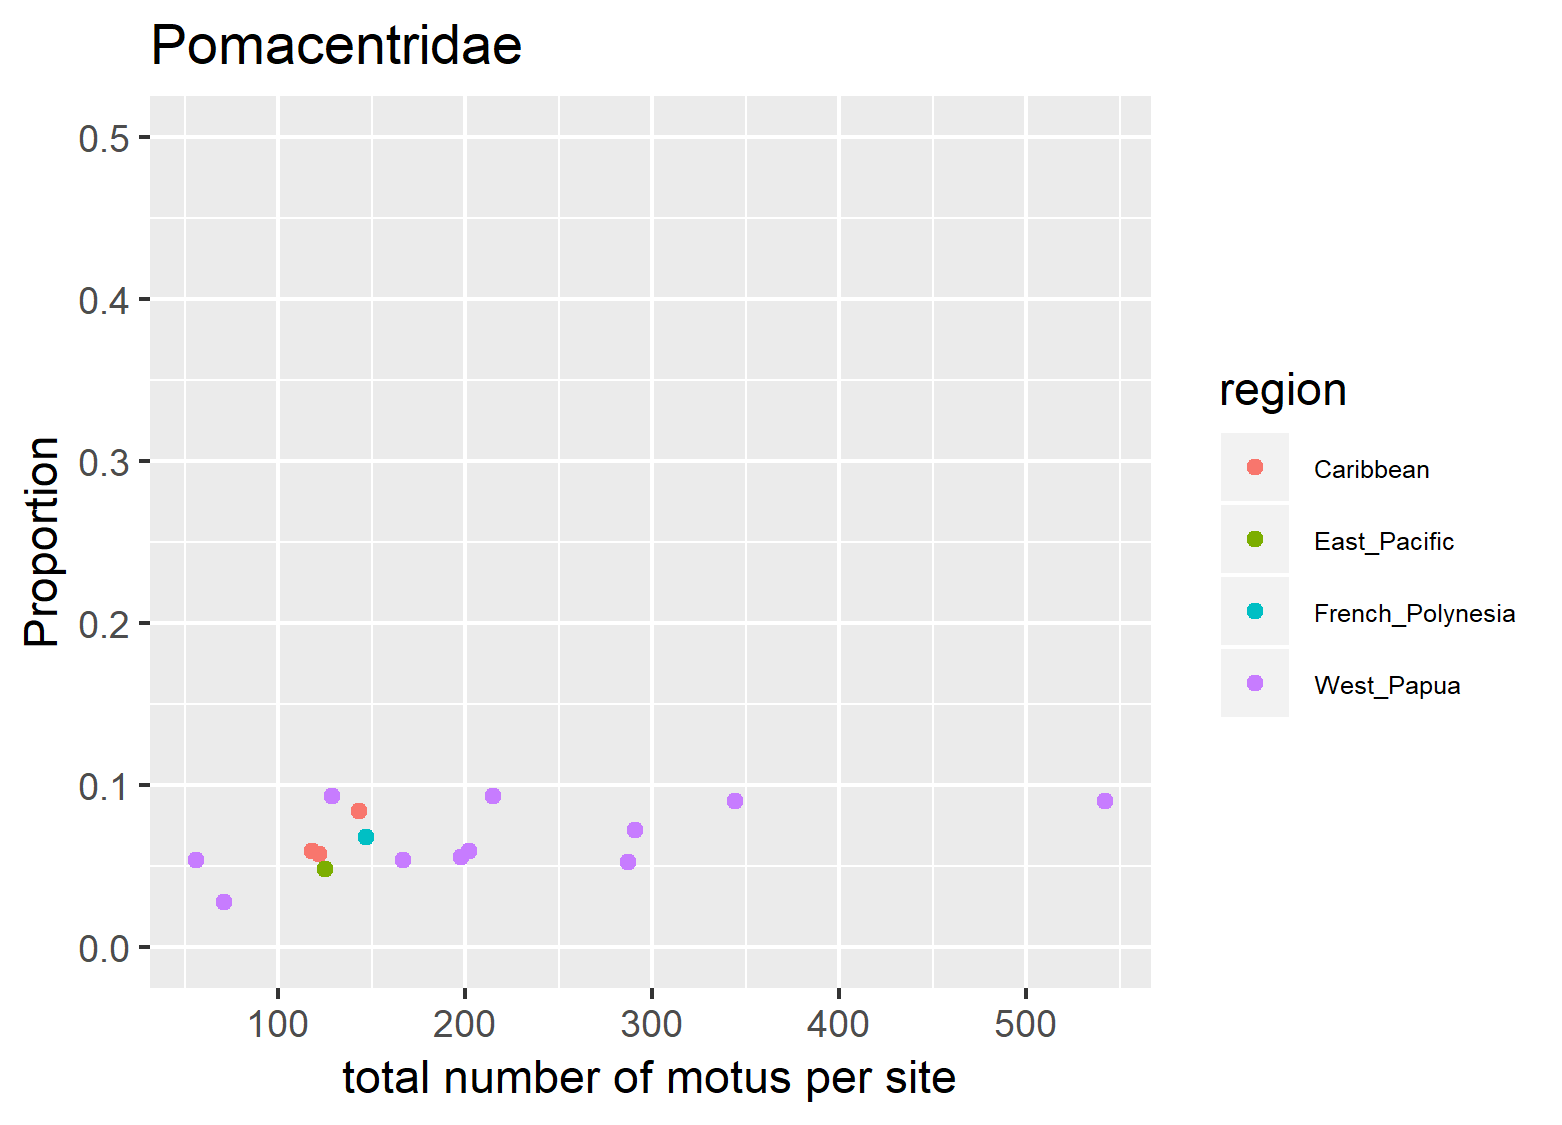 Pomacentridae
0.5
0.4
0.3
0.2
0.1
0.0
Proportion
100 200 300 400 500
total number of motus per site
region
Caribbean
East_Pacific
French_Polynesia
West_Papua